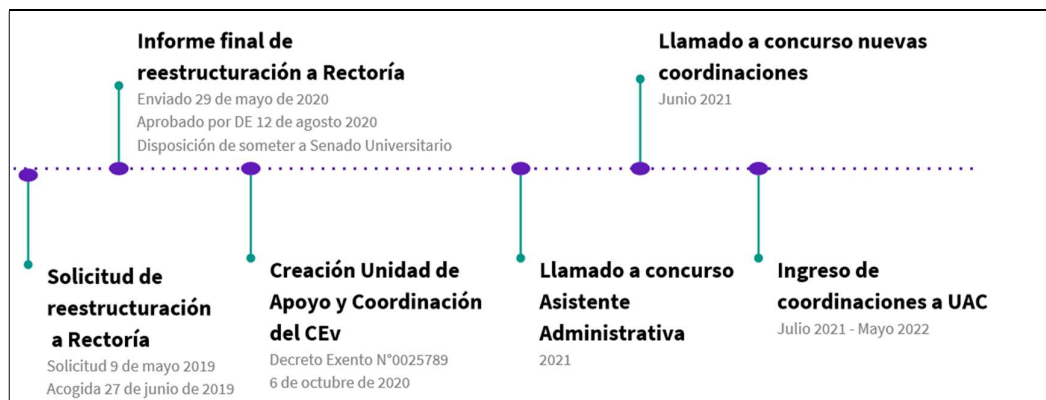 Informe final de
reestructuración a Rectoría
Enviado 29 de mayo de 2020
Aprobado por DE 12 de agosto 2020
Disposición de someter a Senado Universitario
Llamado a concurso nuevas
coordinaciones
Junio 2021
Solicitud de
reestructuración
a Rectoría
Solicitud 9 de mayo 2019
Acogida 27 de junio de 2019
Creación Unidad de
Apoyo y Coordinación
del CEv
Decreto Exento N°0025789
6 de octubre de 2020
Llamado a concurso
Asistente
Administrativa
2021
Ingreso de
coordinaciones a UAC
Julio 2021 - Mayo 2022